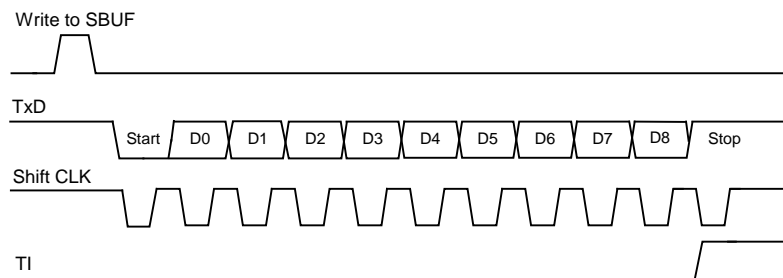 Write to SBUF
TxD
Start D0 D1 D2 D3 D4 D5 D6 D7 D8 Stop
Shift CLK
TI